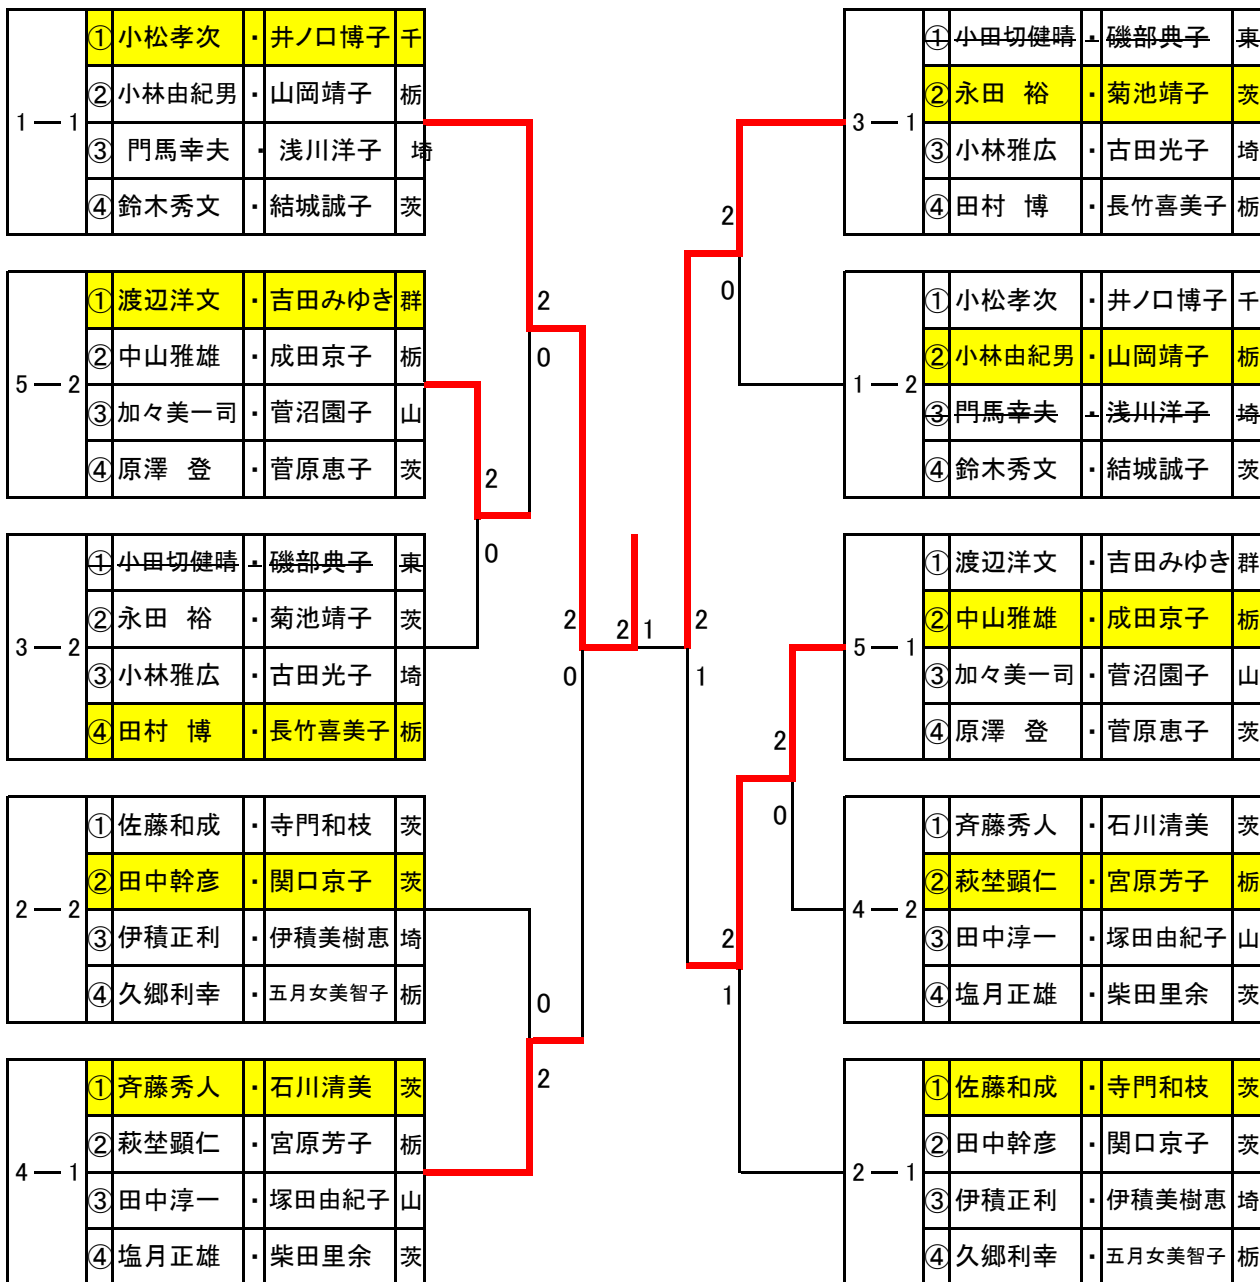 1 ― 1
① 小松孝次 ・ 井ノ口博子 千
② 小林由紀男 ・ 山岡靖子 栃
③ 門馬幸夫 ・ 浅川洋子 埼
④ 鈴木秀文 ・ 結城誠子 茨
5 ― 2
① 渡辺洋文 ・ 吉田みゆき 群
② 中山雅雄 ・ 成田京子 栃
③ 加々美一司 ・ 菅沼園子 山
④ 原澤 登 ・ 菅原恵子 茨
3 ― 2
① 小田切健晴 ・ 磯部典子 東
② 永田 裕 ・ 菊池靖子 茨
③ 小林雅広 ・ 古田光子 埼
④ 田村 博 ・ 長竹喜美子 栃
2 ― 2
① 佐藤和成 ・ 寺門和枝 茨
② 田中幹彦 ・ 関口京子 茨
③ 伊積正利 ・ 伊積美樹恵 埼
④ 久郷利幸 ・ 五月女美智子 栃
4 ― 1
① 斉藤秀人 ・ 石川清美 茨
② 萩埜顕仁 ・ 宮原芳子 栃
③ 田中淳一 ・ 塚田由紀子 山
④ 塩月正雄 ・ 柴田里余 茨
2
0
2
0
2
0
0
2
2 1
2
0
2
1
2
0
2
1
3 ― 1
① 小田切健晴 ・ 磯部典子 東
② 永田 裕 ・ 菊池靖子 茨
③ 小林雅広 ・ 古田光子 埼
④ 田村 博 ・ 長竹喜美子 栃
1 ― 2
① 小松孝次 ・ 井ノ口博子 千
② 小林由紀男 ・ 山岡靖子 栃
③ 門馬幸夫 ・ 浅川洋子 埼
④ 鈴木秀文 ・ 結城誠子 茨
5 ― 1
① 渡辺洋文 ・ 吉田みゆき 群
② 中山雅雄 ・ 成田京子 栃
③ 加々美一司 ・ 菅沼園子 山
④ 原澤 登 ・ 菅原恵子 茨
4 ― 2
① 斉藤秀人 ・ 石川清美 茨
② 萩埜顕仁 ・ 宮原芳子 栃
③ 田中淳一 ・ 塚田由紀子 山
④ 塩月正雄 ・ 柴田里余 茨
2 ― 1
① 佐藤和成 ・ 寺門和枝 茨
② 田中幹彦 ・ 関口京子 茨
③ 伊積正利 ・ 伊積美樹恵 埼
④ 久郷利幸 ・ 五月女美智子 栃